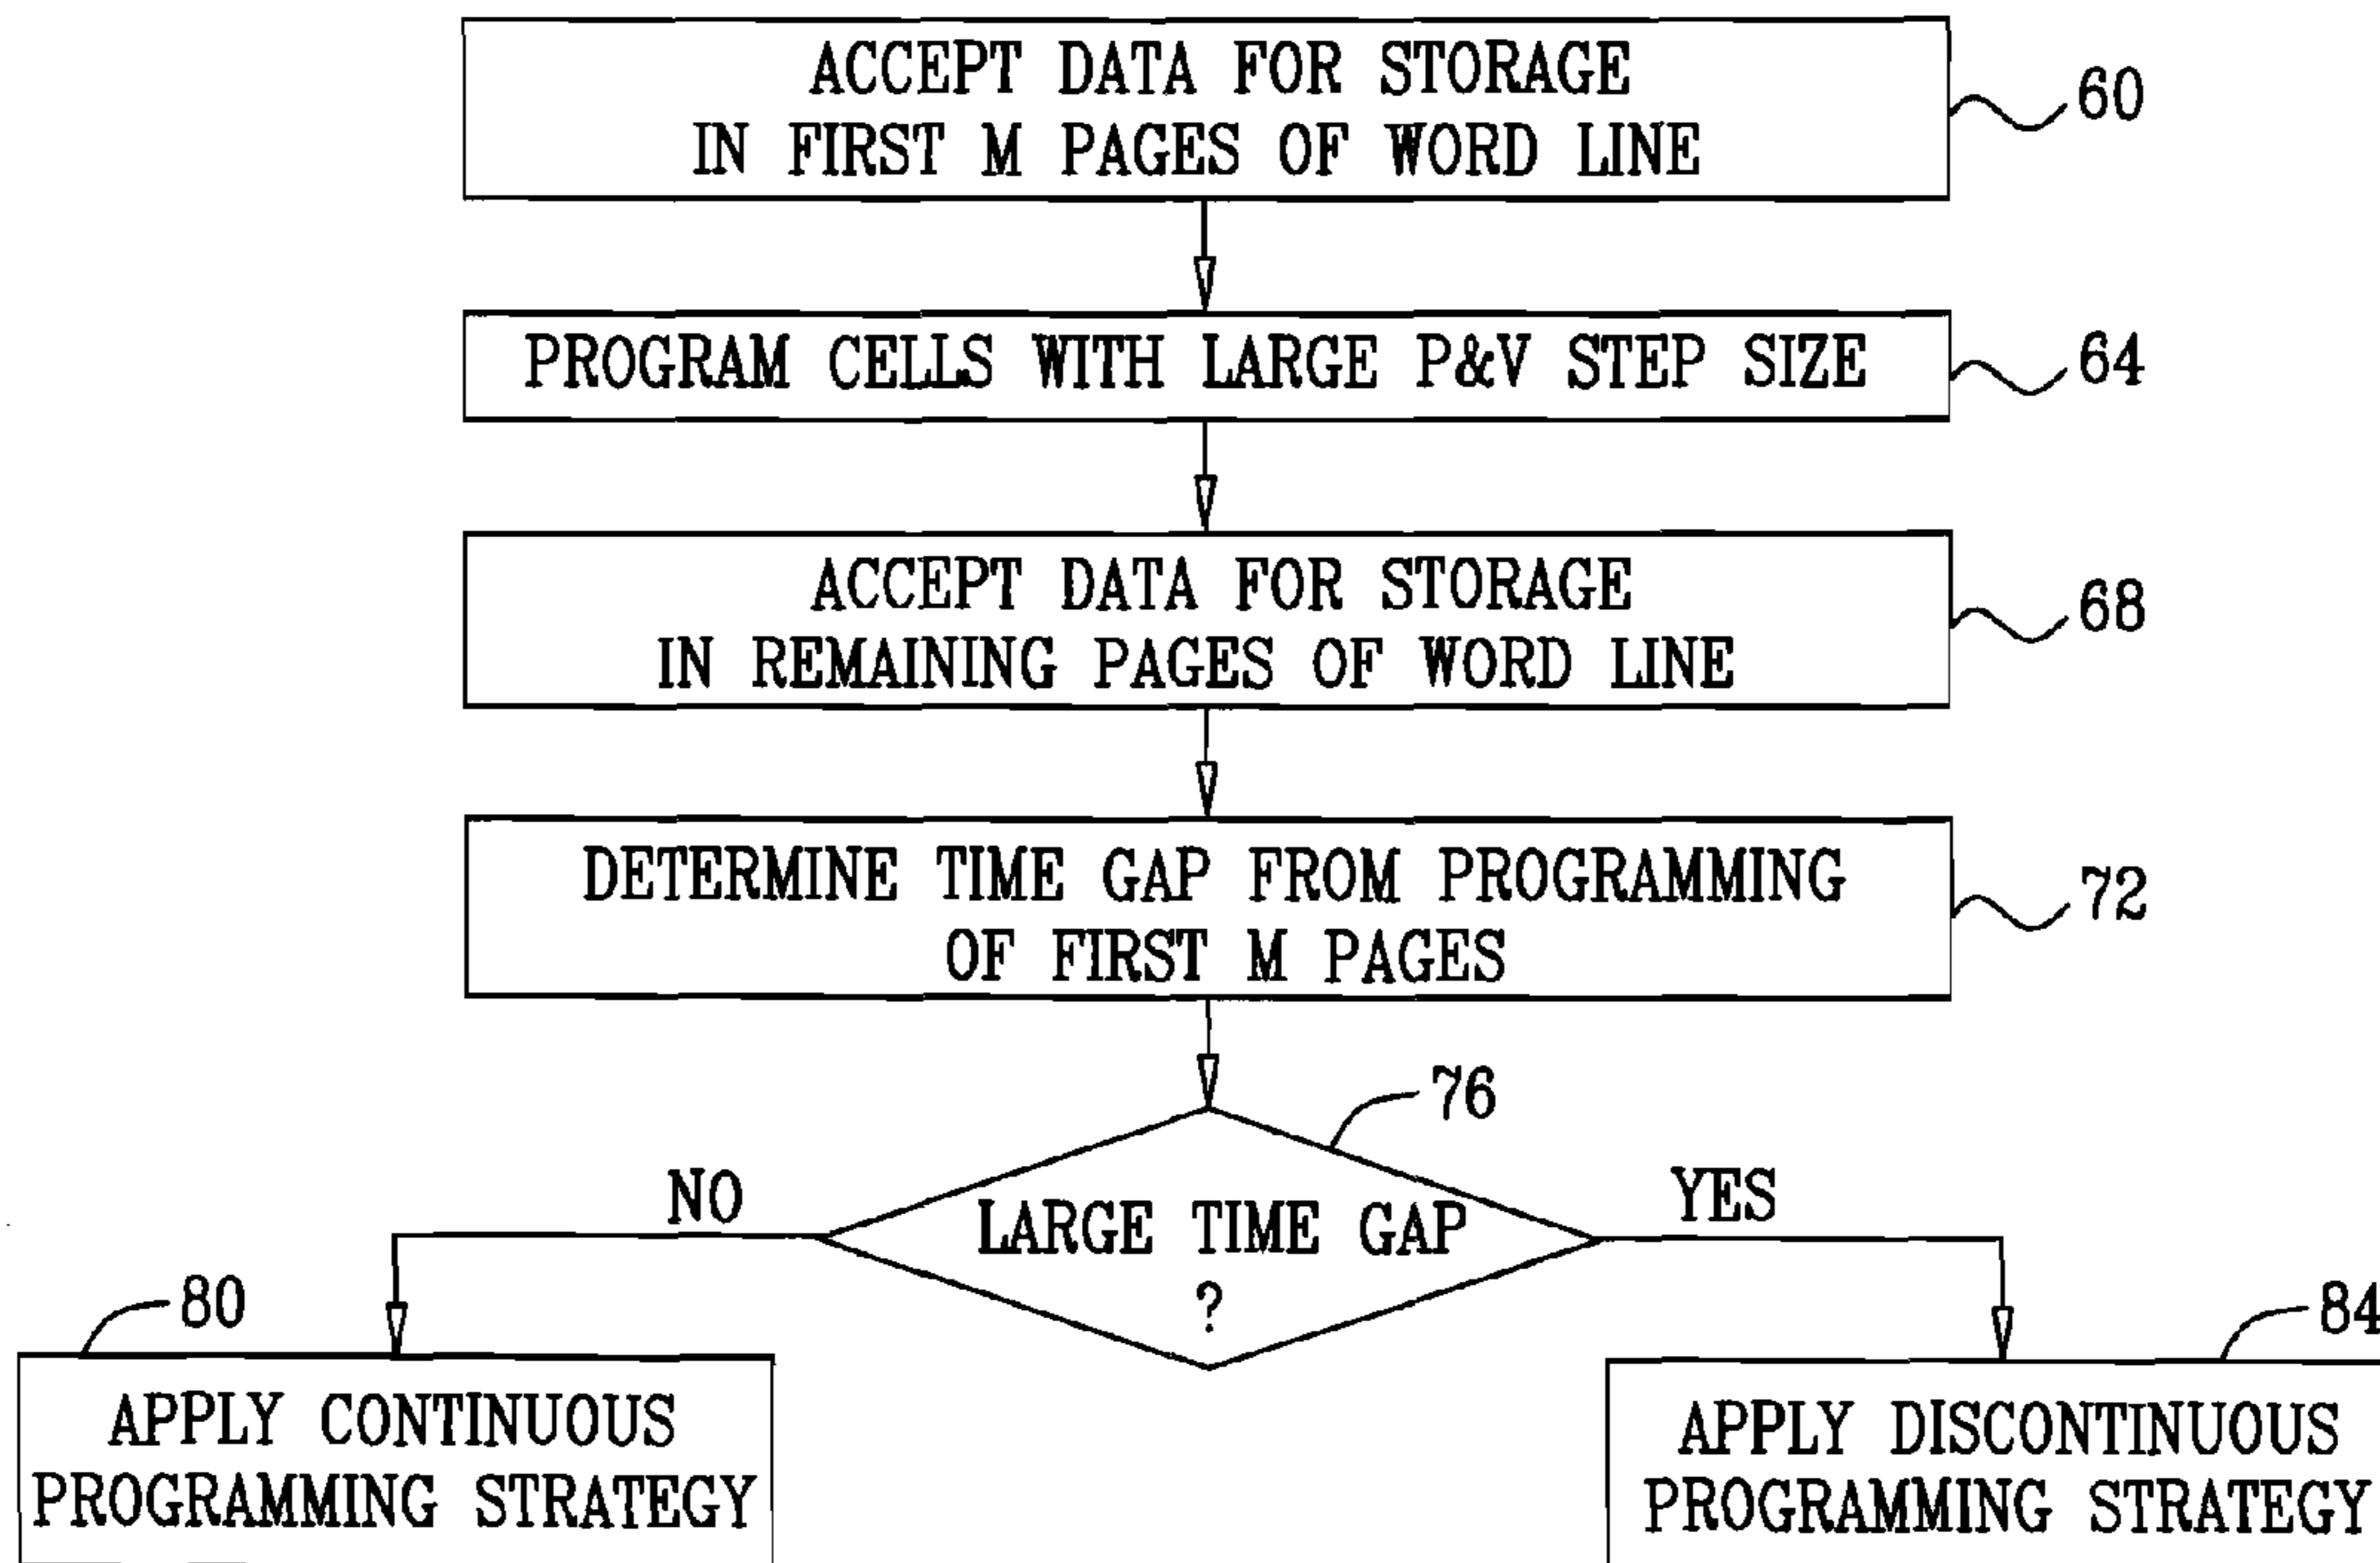 ACCEPT DATA FOR STORAGE
IN FIRST M PAGES OF WORD LINE
60
PROGRAM CELLS WITH LARGE P&V STEP SIZE
64
ACCEPT DATA FOR STORAGE
IN REMAINING PAGES OF WORD LINE
68
DETERMINE TIME GAP FROM PROGRAMMING
OF FIRST M PAGES
72
76
NO
YES
LARGE TIME GAP
?
80
APPLY CONTINUOUS
PROGRAMMING STRATEGY
84
APPLY DISCONTINUOUS
PROGRAMMING STRATEGY